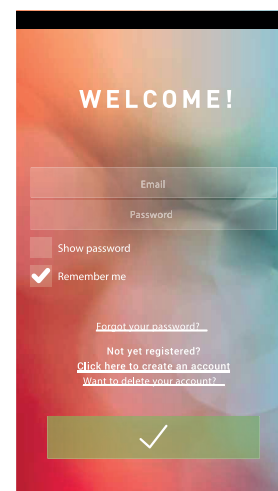 WELCOME!
Email
Password
Show password
Remember me
Forgot your password?
Not yet registered?
Click here to create an account
Want to delete your account?